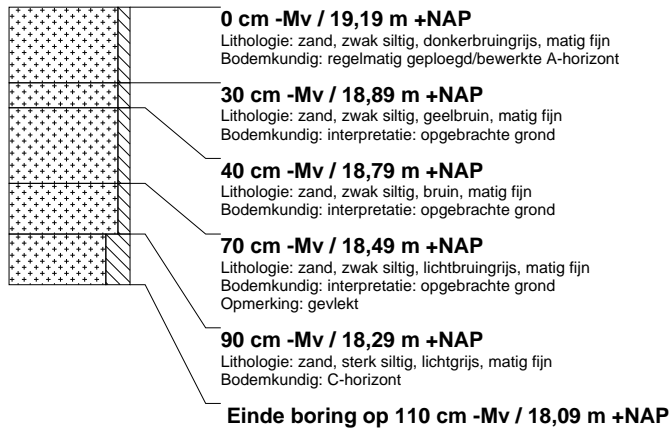 0 cm -Mv / 19,19 m +NAP
Lithologie: zand, zwak siltig, donkerbruingrijs, matig fijn
Bodemkundig: regelmatig geploegd/bewerkte A-horizont
30 cm -Mv / 18,89 m +NAP
Lithologie: zand, zwak siltig, geelbruin, matig fijn
Bodemkundig: interpretatie: opgebrachte grond
40 cm -Mv / 18,79 m +NAP
Lithologie: zand, zwak siltig, bruin, matig fijn
Bodemkundig: interpretatie: opgebrachte grond
70 cm -Mv / 18,49 m +NAP
Lithologie: zand, zwak siltig, lichtbruingrijs, matig fijn
Bodemkundig: interpretatie: opgebrachte grond
Opmerking: gevlekt
90 cm -Mv / 18,29 m +NAP
Lithologie: zand, sterk siltig, lichtgrijs, matig fijn
Bodemkundig: C-horizont
Einde boring op 110 cm -Mv / 18,09 m +NAP